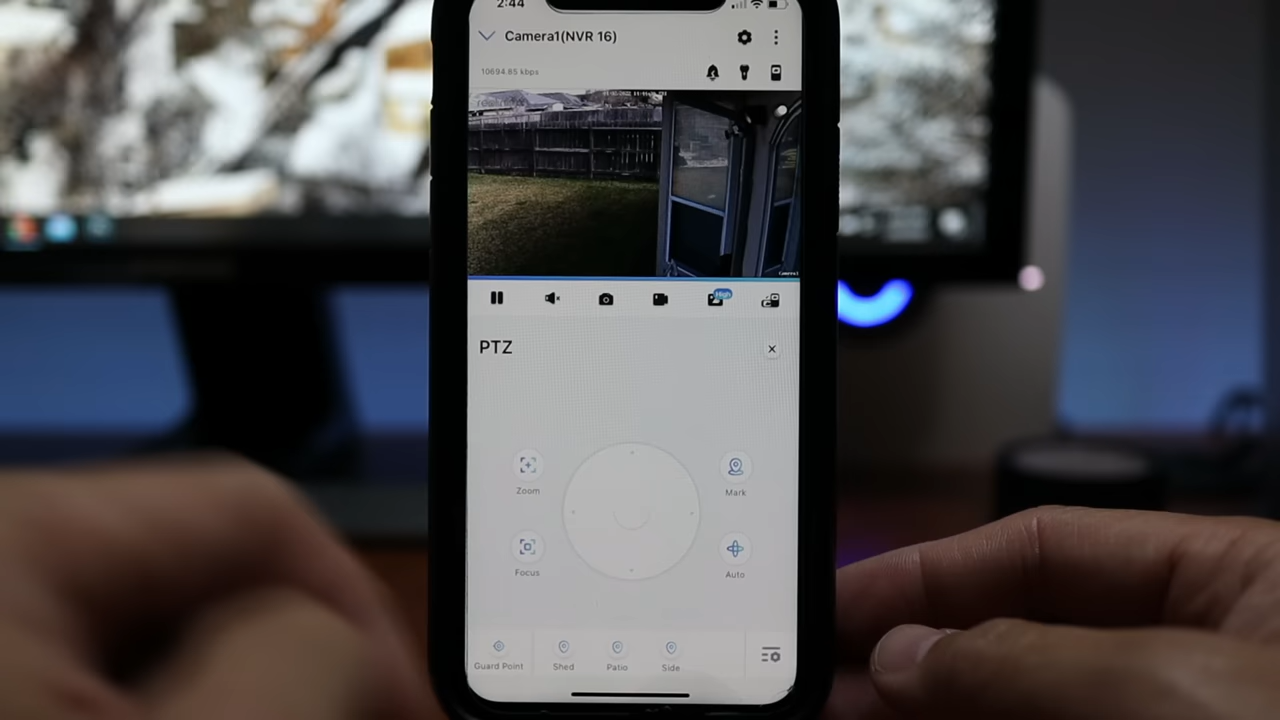 2:44
Camera1(NVR 16)
10694.85 kbps
Camera1
High
PTZ
Zoom
Mark
Focus
Auto
Guard Point
Shed
Patio
Side